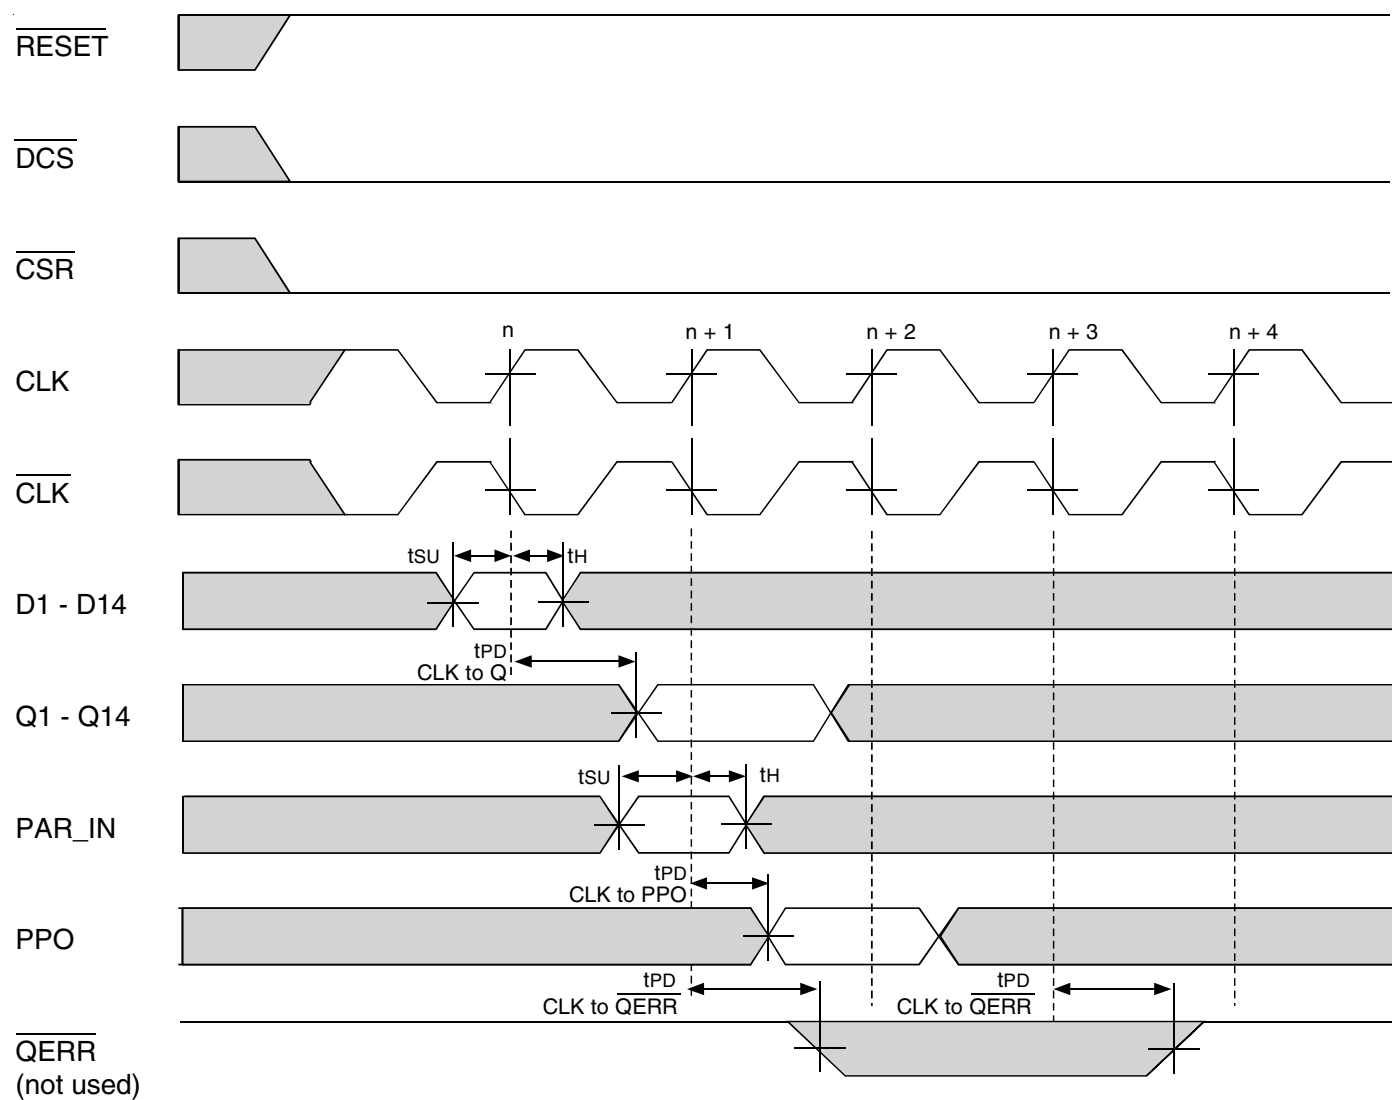 RESET
DCS
CSR
n n + 1 n + 2 n + 3 n + 4
CLK
CLK
tSU tH
D1 - D14
tPD
CLK to Q
Q1 - Q14
tSU tH
PAR_IN
tPD
CLK to PPO
PPO
tPD tPD
CLK to QERR CLK to QERR
QERR
(not used)